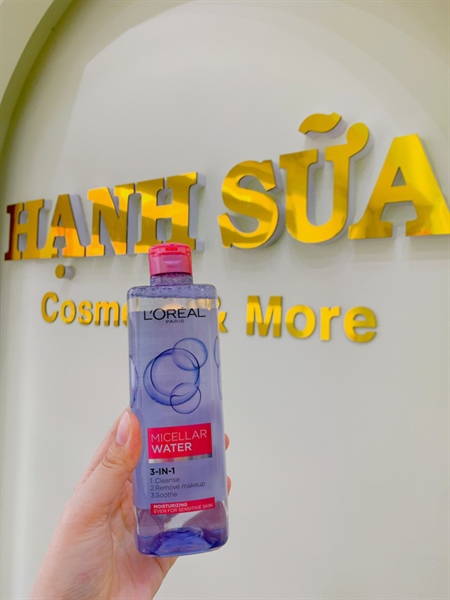 HẠNH SỮA
Cosme & More
L'ORÉAL
PARIS
MICELLAR
WATER
3-IN-1
1.Cleanse
2.Remove makeup
3.Soothe
MOISTURIZING
EVEN FOR SENSITIVE SKIN